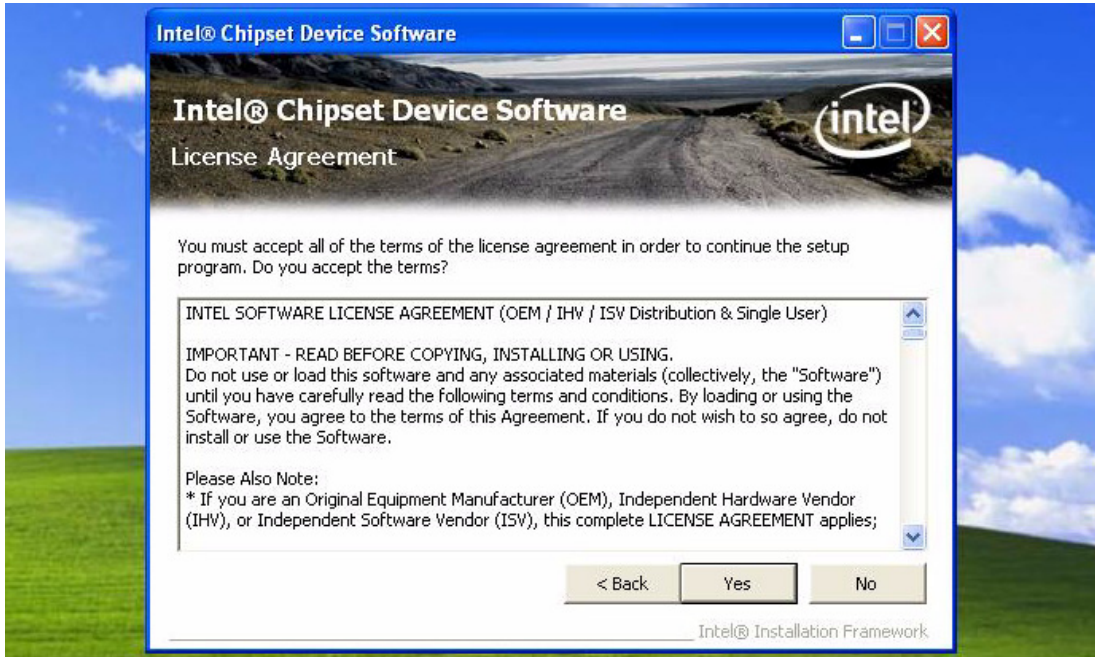 Intel® Chipset Device Software
Intel® Chipset Device Software
intel
License Agreement
You must accept all of the terms of the license agreement in order to continue the setup
program. Do you accept the terms?
INTEL SOFTWARE LICENSE AGREEMENT (OEM / IHV / ISV Distribution & Single User)
IMPORTANT - READ BEFORE COPYING, INSTALLING OR USING.
Do not use or load this software and any associated materials (collectively, the "Software")
until you have carefully read the following terms and conditions. By loading or using the
Software, you agree to the terms of this Agreement. If you do not wish to so agree, do not
install or use the Software.
Please Also Note:
* If you are an Original Equipment Manufacturer (OEM), Independent Hardware Vendor
(IHV), or Independent Software Vendor (ISV), this complete LICENSE AGREEMENT applies;
< Back Yes No
Intel® Installation Framework